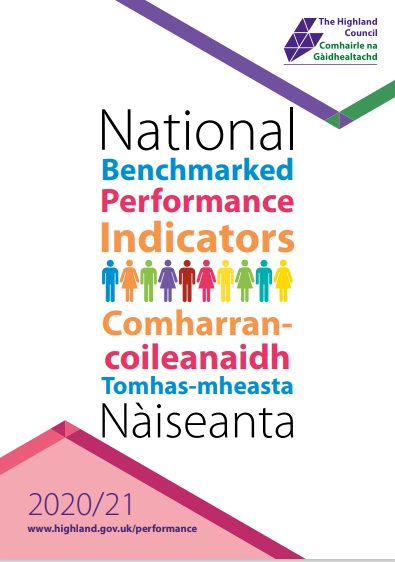 The Highland
Council
Comhairle na
Gàidhealtachd
National
Benchmarked
Performance
Indicators
Comharran-
coileanaidh
Tomhas-mheasta
Nàiseanta
2020/21
www.highland.gov.uk/performance